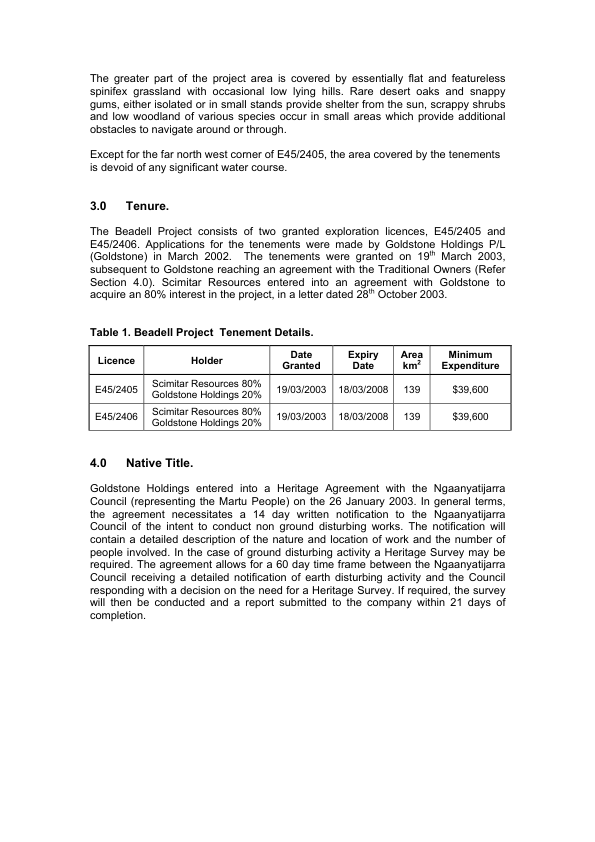 The greater part of the project area is covered by essentially flat and featureless
spinifex grassland with occasional low lying hills. Rare desert oaks and snappy
gums, either isolated or in small stands provide shelter from the sun, scrappy shrubs
and low woodland of various species occur in small areas which provide additional
obstacles to navigate around or through.
Except for the far north west corner of E45/2405, the area covered by the tenements
is devoid of any significant water course.
3.0 Tenure.
The Beadell Project consists of two granted exploration licences, E45/2405 and
E45/2406. Applications for the tenements were made by Goldstone Holdings P/L
(Goldstone) in March 2002. The tenements were granted on 19th March 2003,
subsequent to Goldstone reaching an agreement with the Traditional Owners (Refer
Section 4.0). Scimitar Resources entered into an agreement with Goldstone to
acquire an 80% interest in the project, in a letter dated 28th October 2003.
Table 1. Beadell Project Tenement Details.
Licence Holder Date Granted Expiry Date Area km2 Minimum Expenditure
E45/2405 Scimitar Resources 80% Goldstone Holdings 20% 19/03/2003 18/03/2008 139 $39,600
E45/2406 Scimitar Resources 80% Goldstone Holdings 20% 19/03/2003 18/03/2008 139 $39,600
4.0 Native Title.
Goldstone Holdings entered into a Heritage Agreement with the Ngaanyatijarra
Council (representing the Martu People) on the 26 January 2003. In general terms,
the agreement necessitates a 14 day written notification to the Ngaanyatijarra
Council of the intent to conduct non ground disturbing works. The notification will
contain a detailed description of the nature and location of work and the number of
people involved. In the case of ground disturbing activity a Heritage Survey may be
required. The agreement allows for a 60 day time frame between the Ngaanyatijarra
Council receiving a detailed notification of earth disturbing activity and the Council
responding with a decision on the need for a Heritage Survey. If required, the survey
will then be conducted and a report submitted to the company within 21 days of
completion.